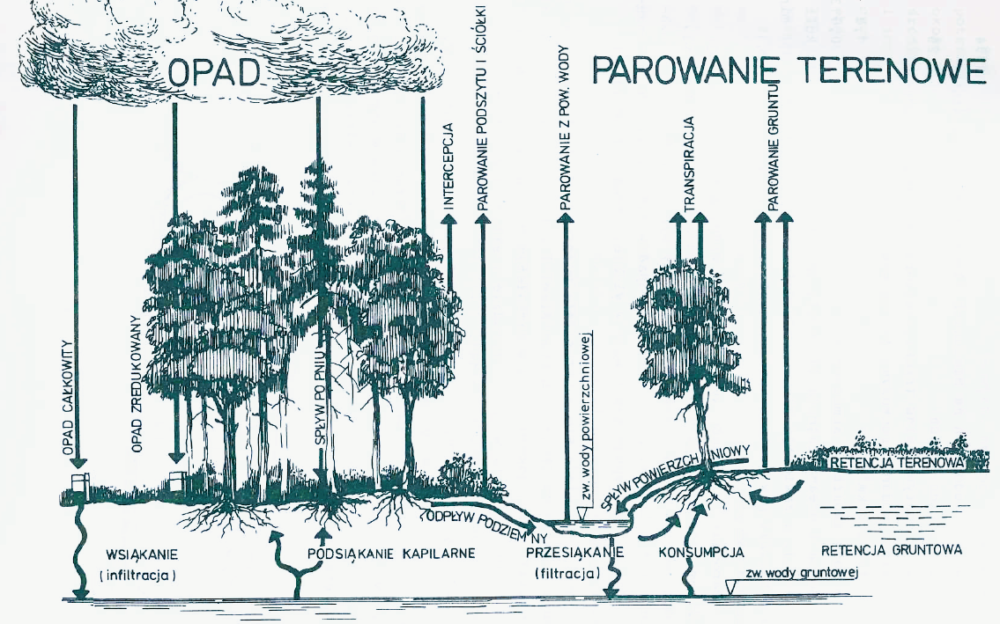 OPAD
PAROWANIE TERENOWE
OPAD CAŁKOWITY
OPAD ZREDUKOWANY
SPŁYW PO PNIU
INTERCEPCJA
PAROWANIE PODSZYTU I ŚCIÓŁKI
PAROWANIE Z POW. WODY
TRANSPIRACJA
PAROWANIE GRUNTU
zw. wody powierzchniowej
SPŁYW POWIERZCHNIOWY
RETENCJA TERENOWA
ODPŁYW PODZIEMNY
WSIĄKANIE
(infiltracja)
PODSIĄKANIE KAPILARNE
PRZESIĄKANIE
(filtracja)
KONSUMPCJA
RETENCJA GRUNTOWA
zw. wody gruntowej